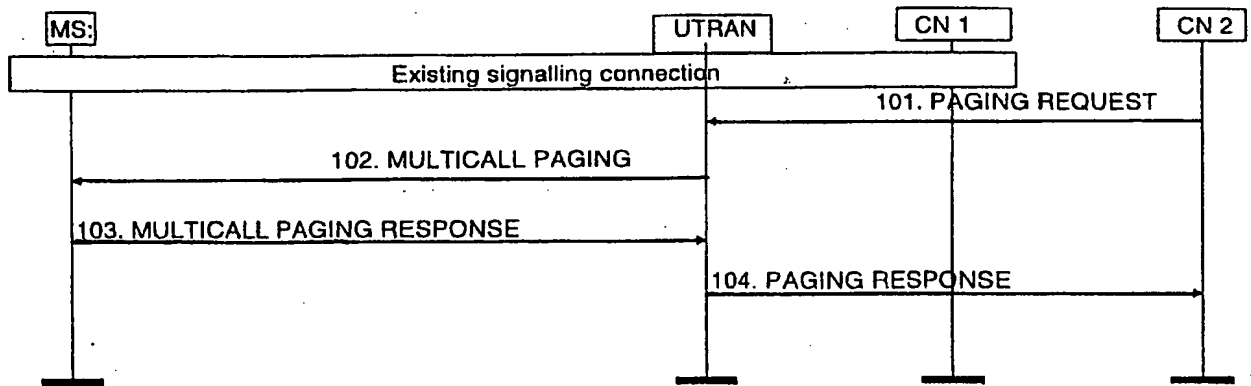 MS:
UTRAN
CN 1
CN 2
Existing signalling connection
101. PAGING REQUEST
102. MULTICALL PAGING
103. MULTICALL PAGING RESPONSE
104. PAGING RESPONSE